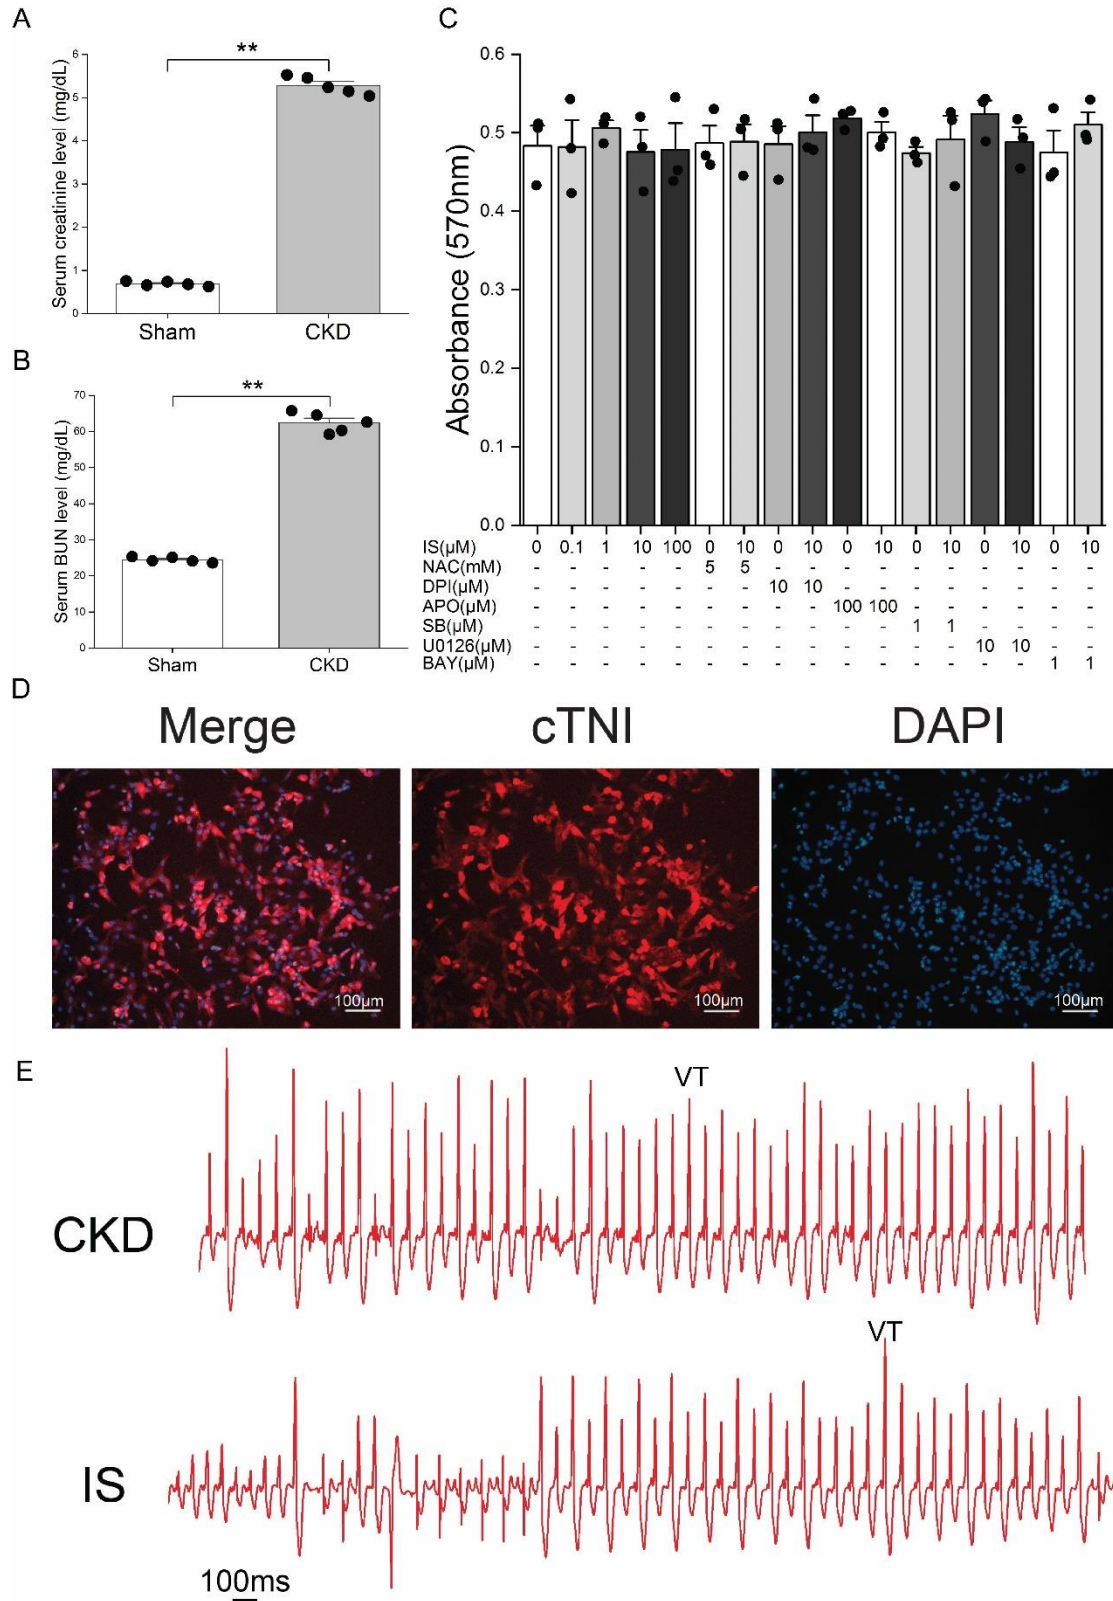 A
**
Serum creatinine level (mg/dL)
6
5
4
3
2
1
0
Sham CKD
B
**
Serum BUN level (mg/dL)
70
60
50
40
30
20
10
0
Sham CKD
C
Absorbance (570nm)
0.6
0.5
0.4
0.3
0.2
0.1
0.0
IS(μM) 0 0.1 1 10 100 0 10 0 10 0 10 0 10 0 10 0 10
NAC(mM) - - - - - 5 5 - - - - - - - - - -
DPI(μM) - - - - - - - 10 10 - - - - - - - -
APO(μM) - - - - - - - - - 100 100 - - - - - -
SB(μM) - - - - - - - - - - - 1 1 - - - -
U0126(μM) - - - - - - - - - - - - - 10 10 - -
BAY(μM) - - - - - - - - - - - - - - - 1 1
D
Merge cTNI DAPI
100μm 100μm 100μm
E
VT
CKD
VT
IS
100ms